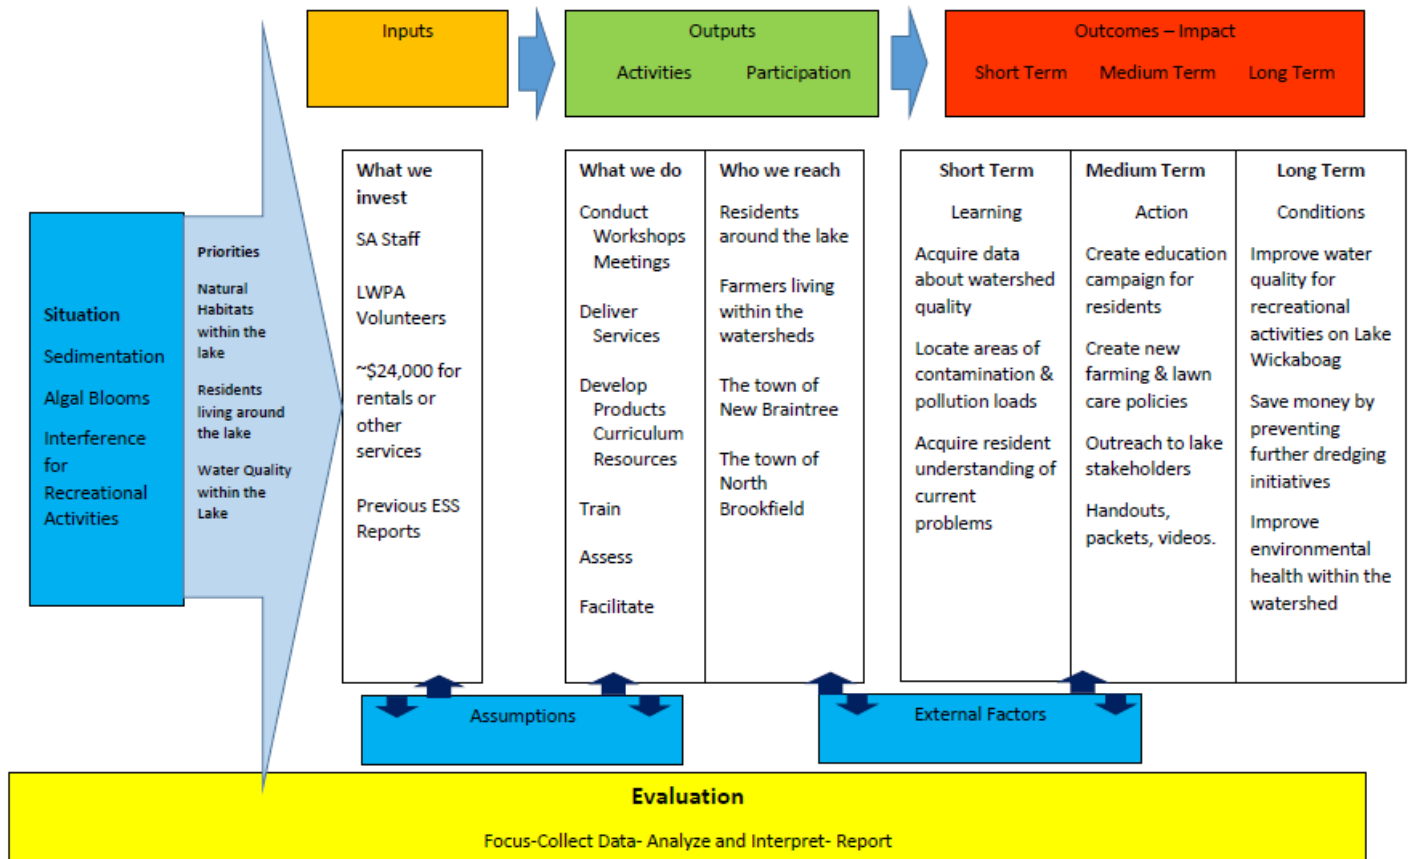 Inputs
Outputs
Activities Participation
Outcomes – Impact
Short Term Medium Term Long Term
Situation
Sedimentation
Algal Blooms
Interference
for
Recreational
Activities
Priorities
Natural
Habitats
within the
lake
Residents
living around
the lake
Water Quality
within the
Lake
What we
invest
SA Staff
LWPA
Volunteers
~$24,000 for
rentals or
other
services
Previous ESS
Reports
What we do
Conduct
Workshops
Meetings
Deliver
Services
Develop
Products
Curriculum
Resources
Train
Assess
Facilitate
Who we reach
Residents
around the lake
Farmers living
within the
watersheds
The town of
New Braintree
The town of
North
Brookfield
Short Term
Learning
Acquire data
about watershed
quality
Locate areas of
contamination &
pollution loads
Acquire resident
understanding of
current
problems
Medium Term
Action
Create education
campaign for
residents
Create new
farming & lawn
care policies
Outreach to lake
stakeholders
Handouts,
packets, videos.
Long Term
Conditions
Improve water
quality for
recreational
activities on Lake
Wickaboag
Save money by
preventing
further dredging
initiatives
Improve
environmental
health within the
watershed
Assumptions
External Factors
Evaluation
Focus-Collect Data- Analyze and Interpret- Report